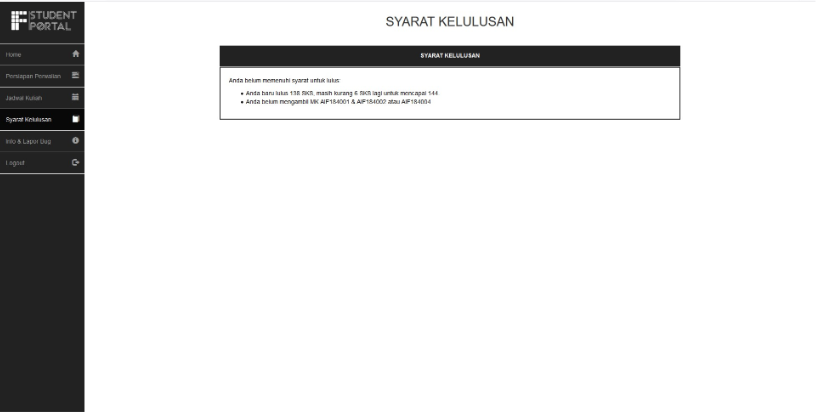 STUDENT
PORTAL
SYARAT KELULUSAN
Home
Persiapan Perwalian
Jadwal Kuliah
Syarat Kelulusan
Info & Lapor Bug
Logout
SYARAT KELULUSAN
Anda belum memenuhi syarat untuk lulus:
Anda baru lulus 138 SKS, masih kurang 6 SKS lagi untuk mencapai 144
Anda belum mengambil MK AIF184001 & AIF184002 atau AIF184004